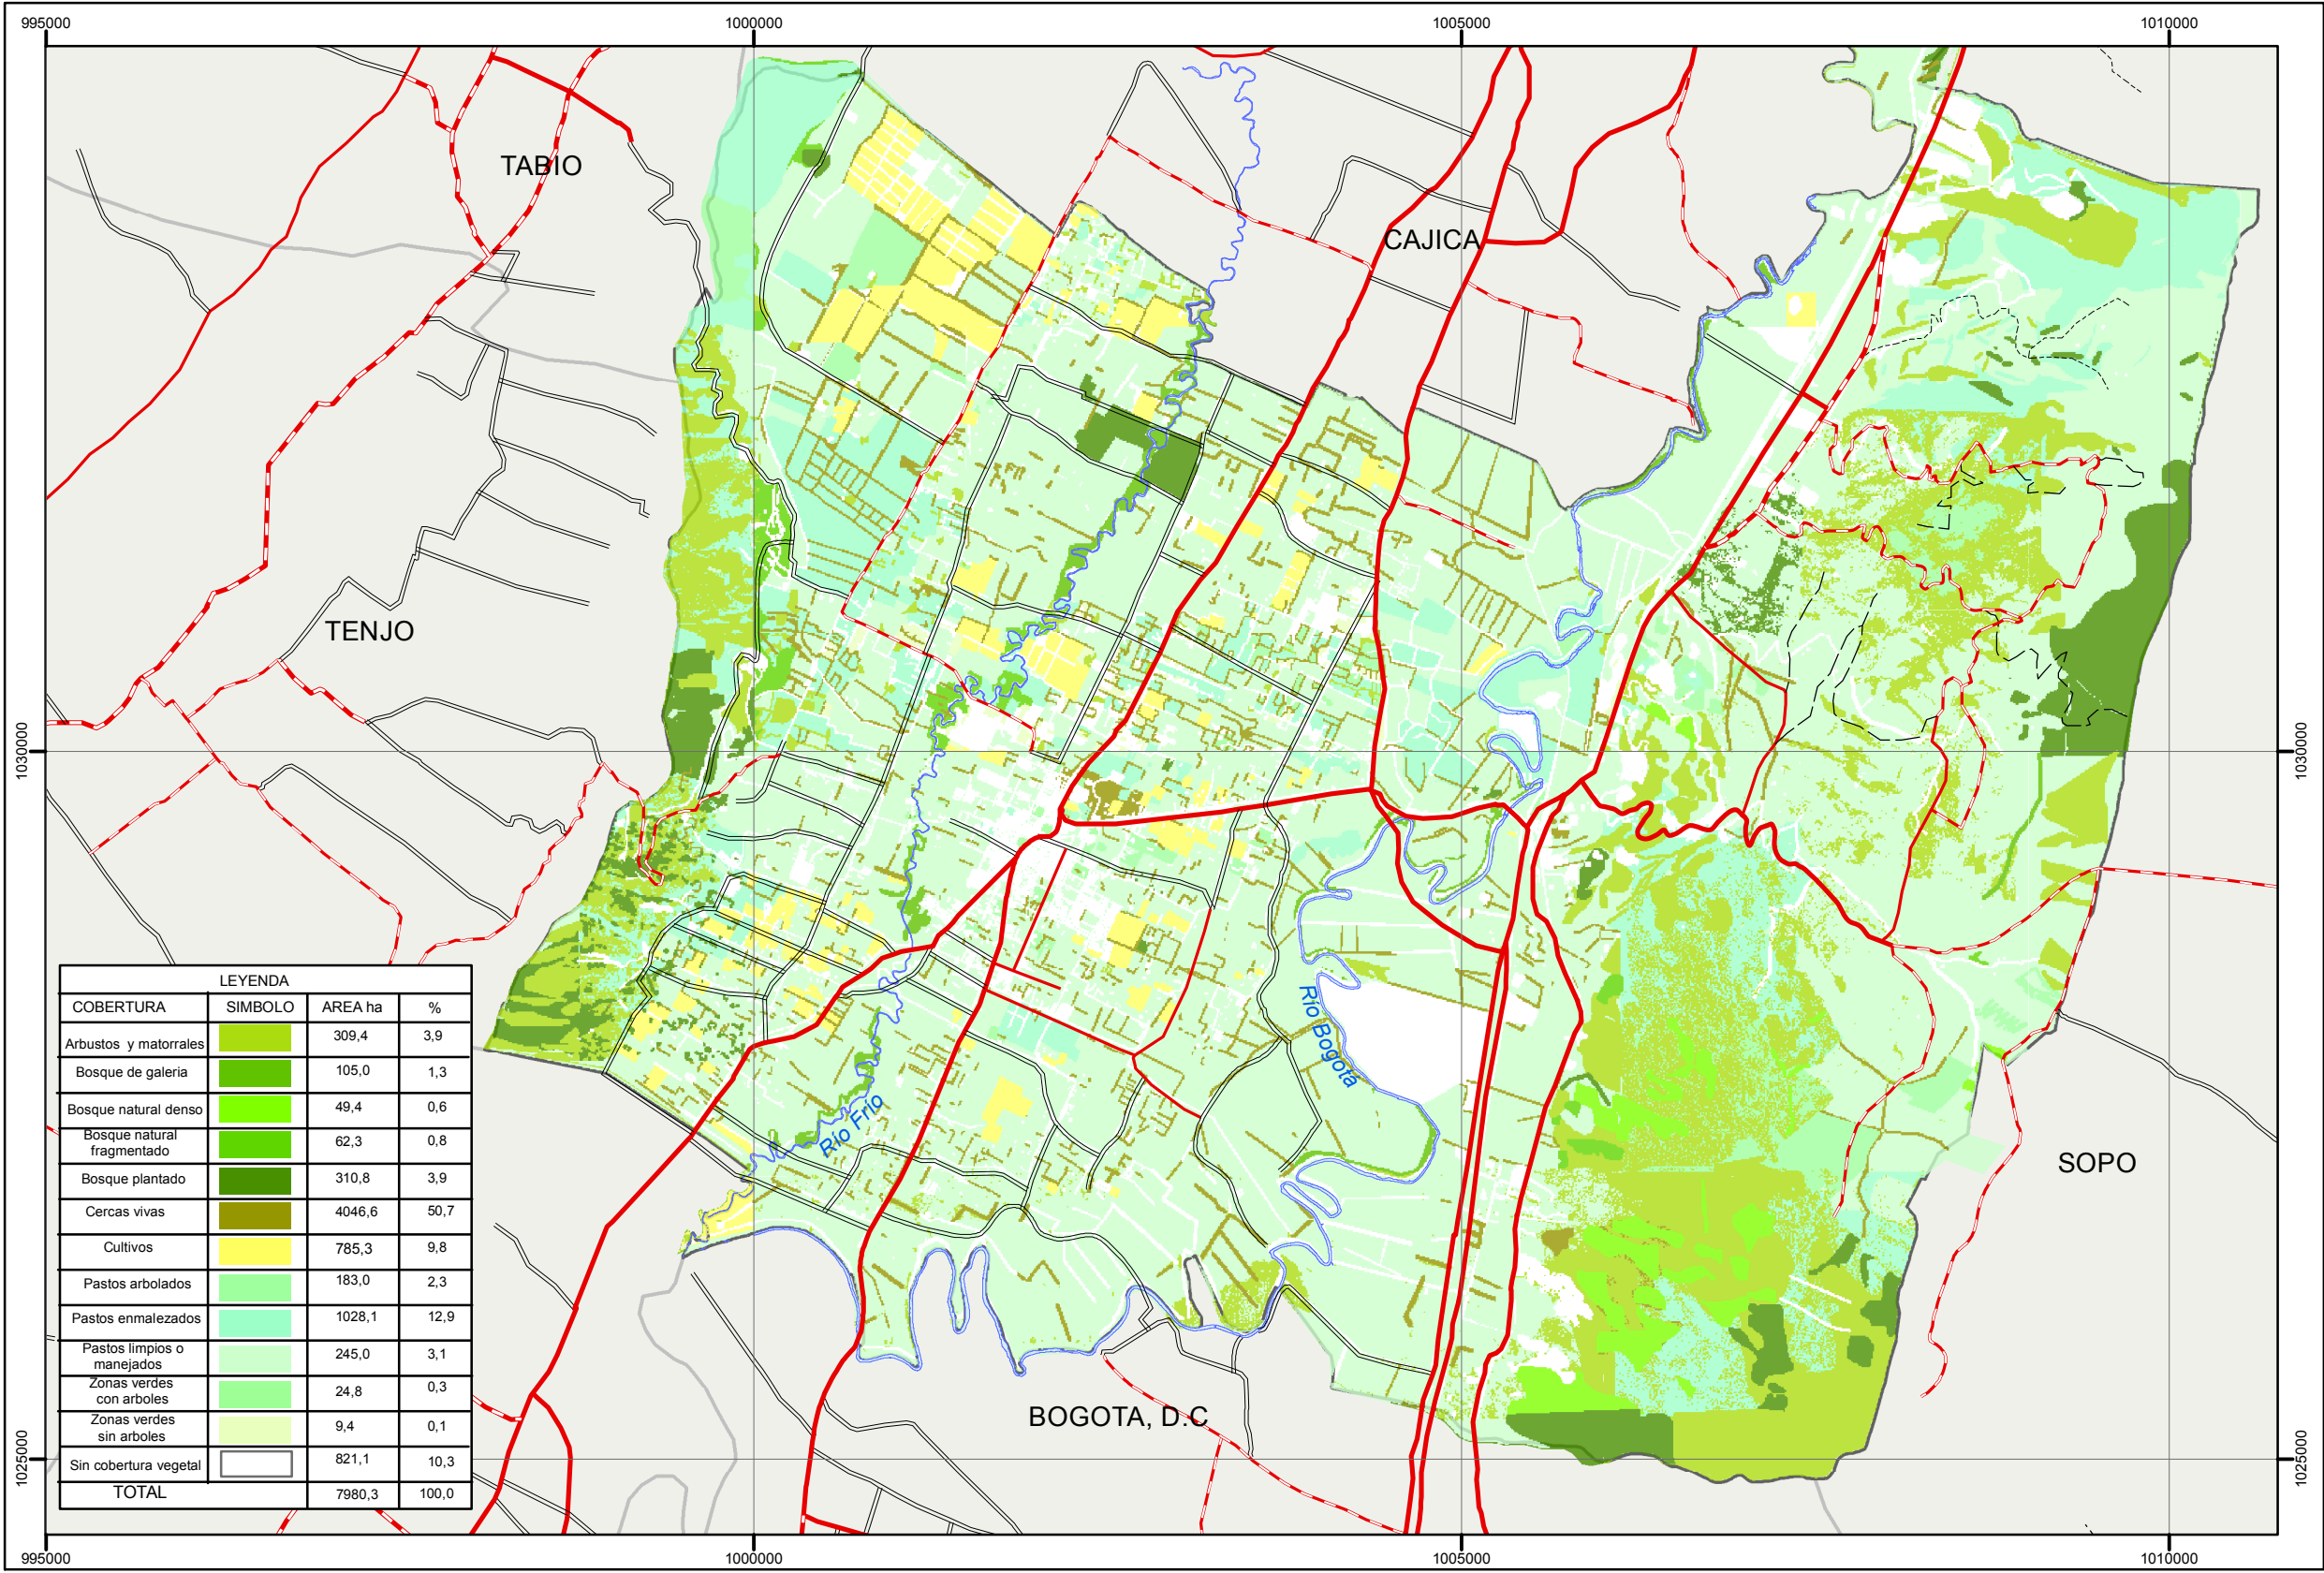 995000 1000000 1005000 1010000
TABIO
CAJICA
TENJO
1030000 1030000
LEYENDA
COBERTURA SIMBOLO AREA ha %
Arbustos y matorrales 309,4 3,9
Bosque de galeria 105,0 1,3
Bosque natural denso 49,4 0,6
Bosque natural
fragmentado 62,3 0,8
Bosque plantado 310,8 3,9
Cercas vivas 4046,6 50,7
Cultivos 785,3 9,8
Pastos arbolados 183,0 2,3
Pastos enmalezados 1028,1 12,9
Pastos limpios o
manejados 245,0 3,1
Zonas verdes
con arboles 24,8 0,3
Zonas verdes
sin arboles 9,4 0,1
Sin cobertura vegetal 821,1 10,3
TOTAL 7980,3 100,0
Río Bogotá
Río Frío
SOPO
BOGOTA, D.C
1025000 1025000
995000 1000000 1005000 1010000